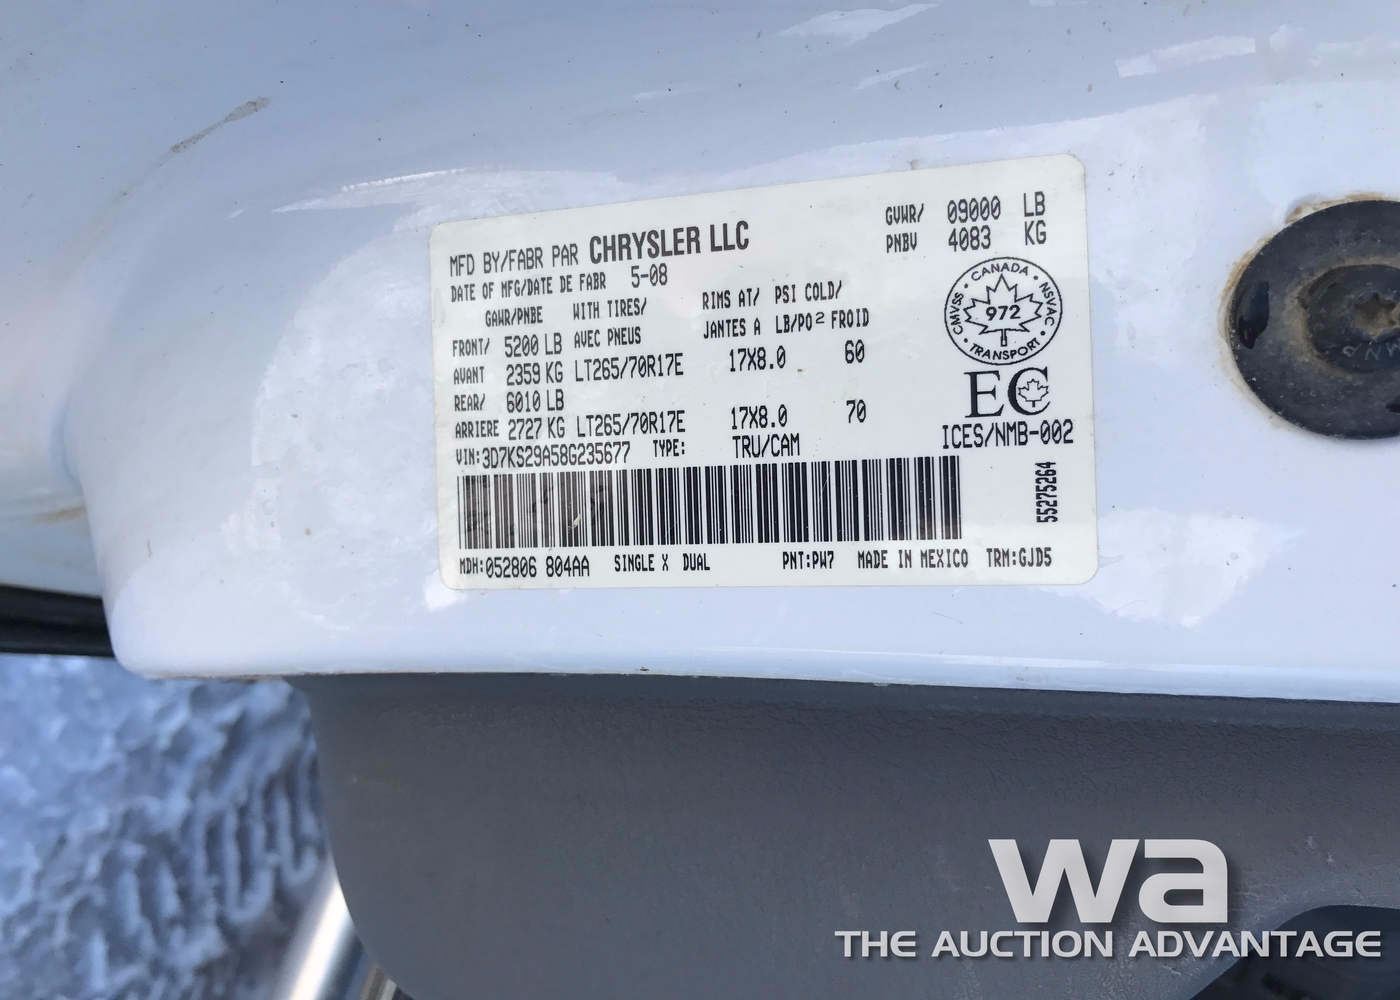 MFD BY/FABR PAR CHRYSLER LLC
GVWR/ 09000 LB
PNBV 4083 KG
DATE OF MFG/DATE DE FABR 5-08
GAWR/PNBE WITH TIRES/ RIMS AT/ PSI COLD/
AVEC PNEUS JANTES A LB/PO² FROID
FRONT/ 5200 LB
AVANT 2359 KG LT265/70R17E 17X8.0 60
REAR/ 6010 LB
ARRIERE 2727 KG LT265/70R17E 17X8.0 70
VIN:3D7KS29A58G235677 TYPE: TRU/CAM
CANADA
CMVSS 972 NSVAC
TRANSPORT
EC
ICES/NMB-002
55275264
MDH:052806 804AA SINGLE X DUAL PNT:PW7 MADE IN MEXICO TRM:GJD5
wa
THE AUCTION ADVANTAGE